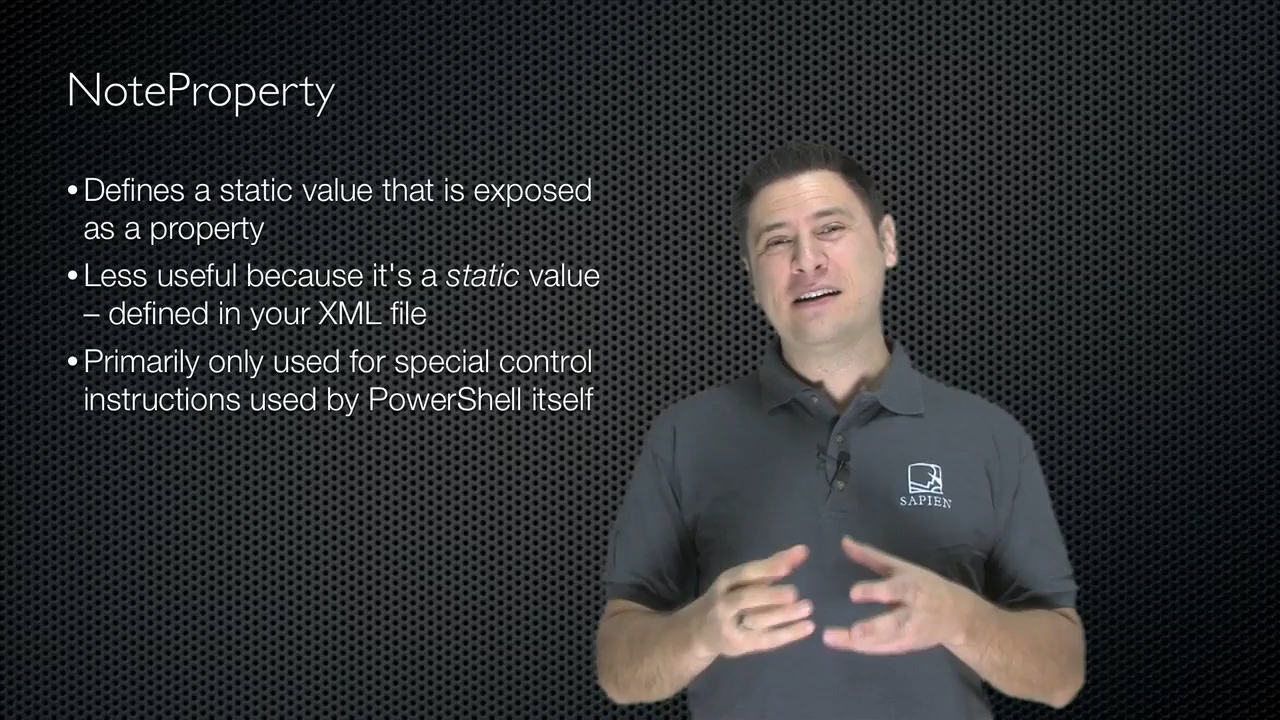 NoteProperty
•Defines a static value that is exposed
as a property
•Less useful because it's a static value
– defined in your XML file
•Primarily only used for special control
instructions used by PowerShell itself
SAPIEN